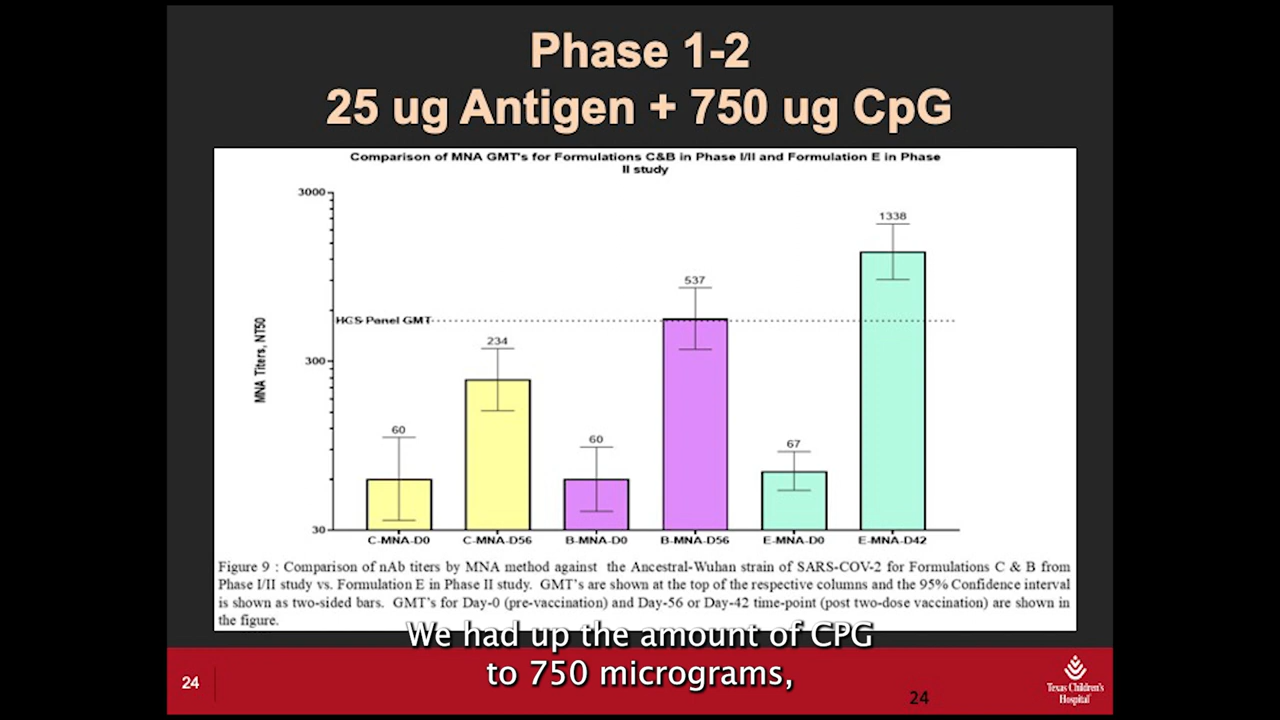 Phase 1-2
25 ug Antigen + 750 ug CpG
Comparison of MNA GMT's for Formulations C&B in Phase I/II and Formulation E in Phase
II study
3000
1338
537
HCS Panel GMT
MNA Titers, NT50
234
300
60
60
67
30
C-MNA-D0
C-MNA-D56
B-MNA-D0
B-MNA-D56
E-MNA-D0
E-MNA-D42
Figure 9 : Comparison of nAb titers by MNA method against the Ancestral-Wuhan strain of SARS-COV-2 for Formulations C & B from
Phase I/II study vs. Formulation E in Phase II study. GMT's are shown at the top of the respective columns and the 95% Confidence interval
is shown as two-sided bars. GMT's for Day-0 (pre-vaccination) and Day-56 or Day-42 time-point (post two-dose vaccination) are shown in
the figure.
We had up the amount of CPG
to 750 micrograms,
24
24
Texas Children's
Hospital